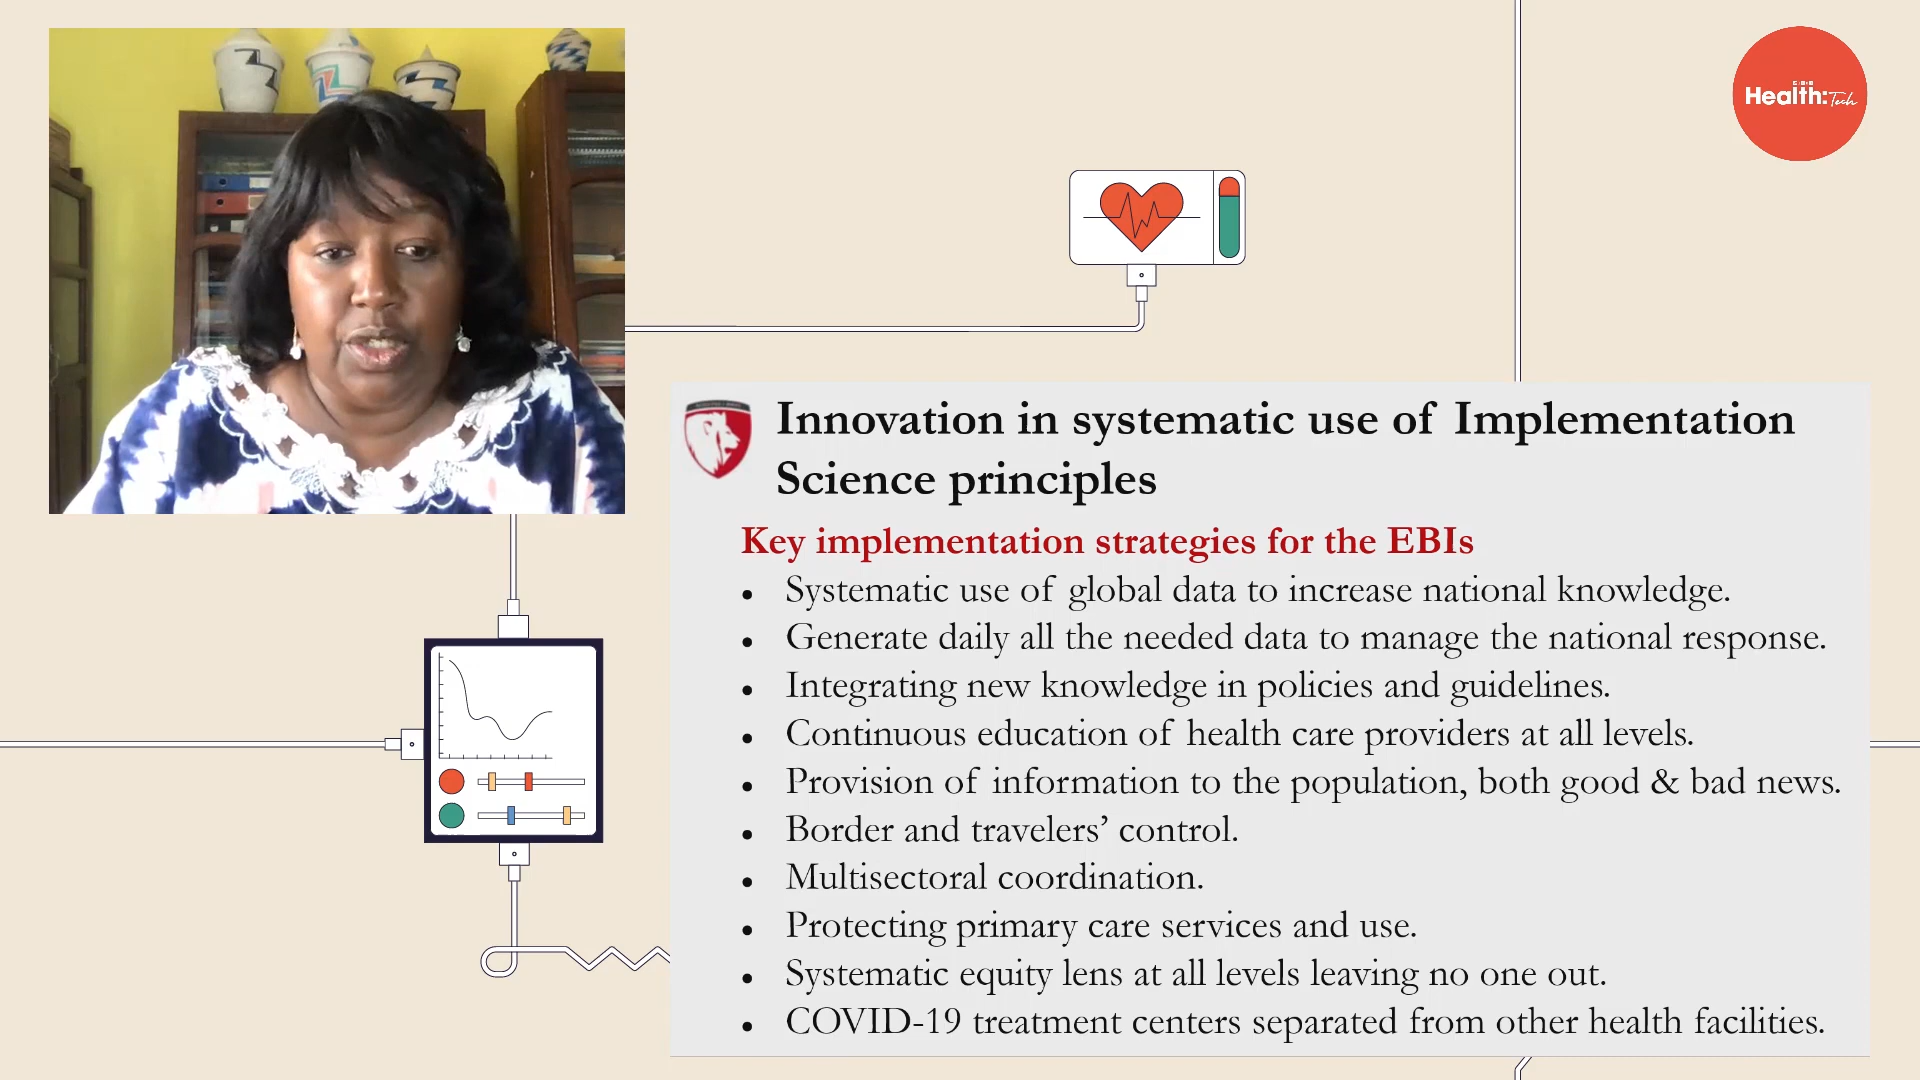 Health:Tech
Innovation in systematic use of Implementation
Science principles
Key implementation strategies for the EBIs
• Systematic use of global data to increase national knowledge.
• Generate daily all the needed data to manage the national response.
• Integrating new knowledge in policies and guidelines.
• Continuous education of health care providers at all levels.
• Provision of information to the population, both good & bad news.
• Border and travelers’ control.
• Multisectoral coordination.
• Protecting primary care services and use.
• Systematic equity lens at all levels leaving no one out.
• COVID-19 treatment centers separated from other health facilities.